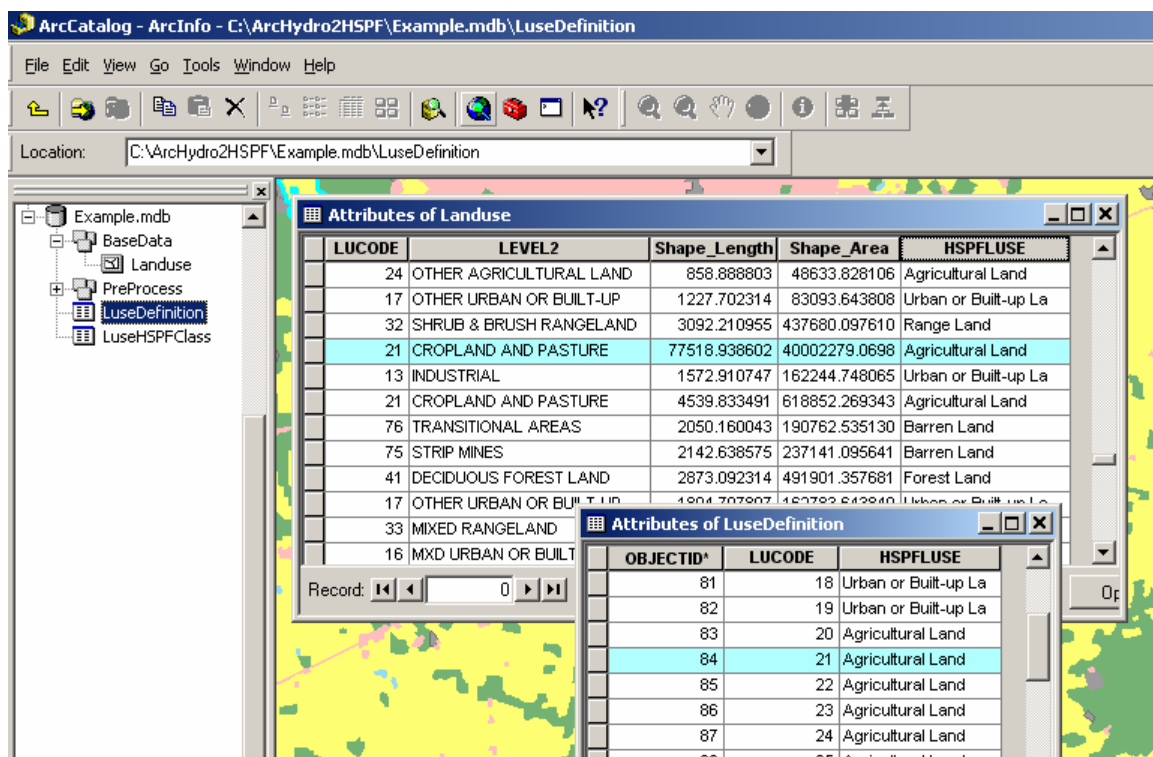 ArcCatalog - ArcInfo - C:\ArcHydro2HSPF\Example.mdb\LuseDefinition
File Edit View Go Tools Window Help
Location: C:\ArcHydro2HSPF\Example.mdb\LuseDefinition
Example.mdb
BaseData
Landuse
PreProcess
LuseDefinition
LuseHSPFClass
Attributes of Landuse
LUCODE LEVEL2 Shape_Length Shape_Area HSPFLUSE
24 OTHER AGRICULTURAL LAND 858.888803 48633.828106 Agricultural Land
17 OTHER URBAN OR BUILT-UP 1227.702314 83093.643808 Urban or Built-up La
32 SHRUB & BRUSH RANGELAND 3092.210955 437680.097610 Range Land
21 CROPLAND AND PASTURE 77518.938602 40002279.0698 Agricultural Land
13 INDUSTRIAL 1572.910747 162244.748065 Urban or Built-up La
21 CROPLAND AND PASTURE 4539.833491 618852.269343 Agricultural Land
76 TRANSITIONAL AREAS 2050.160043 190762.535130 Barren Land
75 STRIP MINES 2142.638575 237141.095641 Barren Land
41 DECIDUOUS FOREST LAND 2873.092314 491901.357681 Forest Land
17 OTHER URBAN OR BUILT-UP
33 MIXED RANGELAND
16 MXD URBAN OR BUILT
Record: 0
Attributes of LuseDefinition
OBJECTID* LUCODE HSPFLUSE
81 18 Urban or Built-up La
82 19 Urban or Built-up La
83 20 Agricultural Land
84 21 Agricultural Land
85 22 Agricultural Land
86 23 Agricultural Land
87 24 Agricultural Land